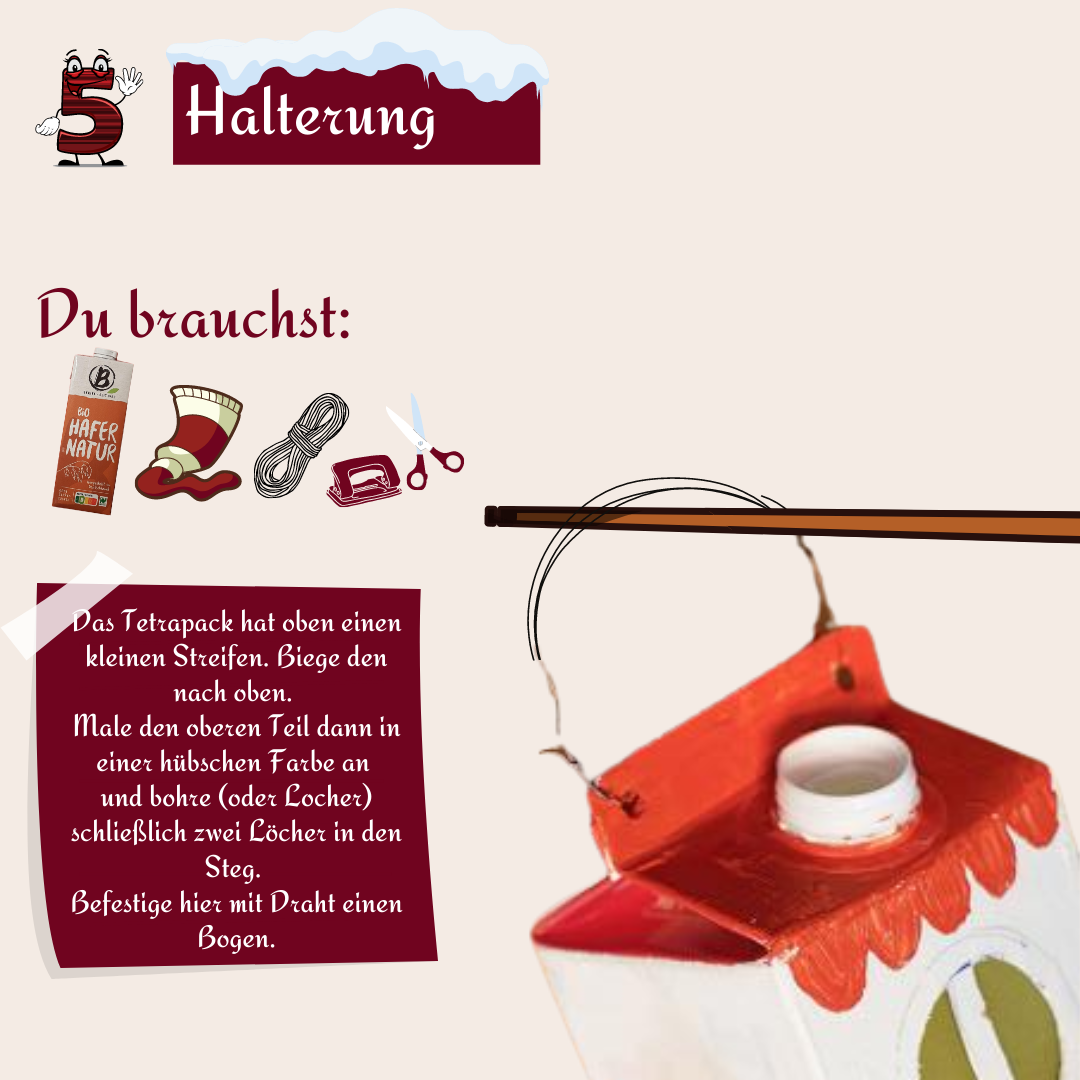 5
Halterung
Du brauchst:
B
BIO
HAFER
NATUR
Das Tetrapack hat oben einen
kleinen Streifen. Biege den
nach oben.
Male den oberen Teil dann in
einer hübschen Farbe an
und bohre (oder Locher)
schließlich zwei Löcher in den
Steg.
Befestige hier mit Draht einen
Bogen.